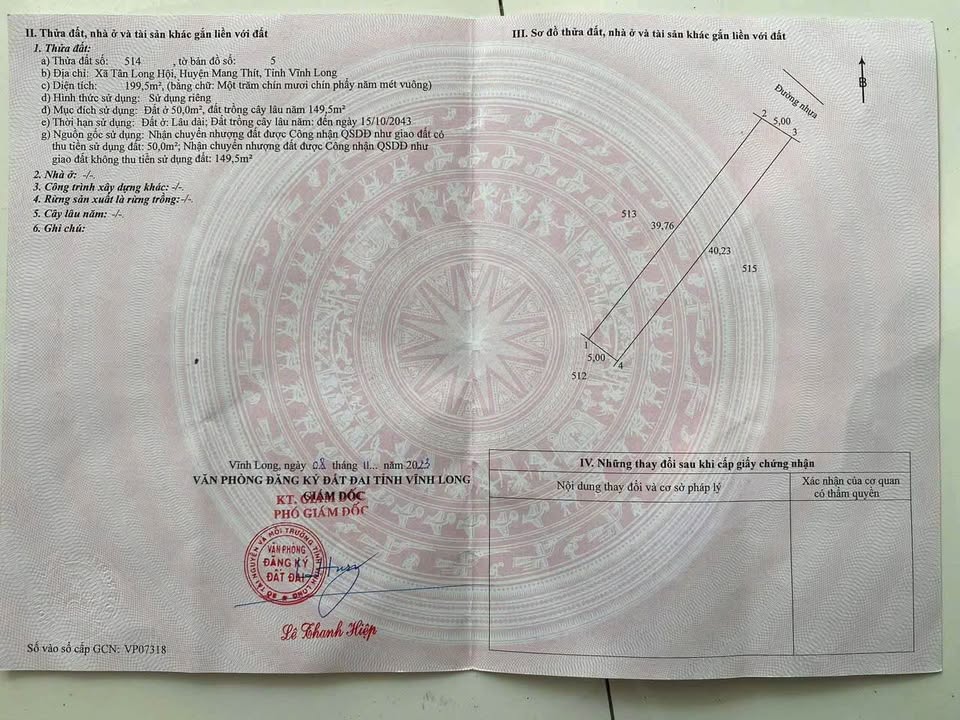 II. Thửa đất, nhà ở và tài sản khác gắn liền với đất
1. Thửa đất:
a) Thửa đất số: 514 , tờ bản đồ số: 5
b) Địa chỉ: Xã Tân Long Hội, Huyện Mang Thít, Tỉnh Vĩnh Long
c) Diện tích: 199,5m², (bằng chữ: Một trăm chín mươi chín phẩy năm mét vuông)
d) Hình thức sử dụng: Sử dụng riêng
đ) Mục đích sử dụng: Đất ở 50,0m², đất trồng cây lâu năm 149,5m²
e) Thời hạn sử dụng: Đất ở: Lâu dài; Đất trồng cây lâu năm: đến ngày 15/10/2043
g) Nguồn gốc sử dụng: Nhận chuyển nhượng đất được Công nhận QSDĐ như giao đất có
thu tiền sử dụng đất: 50,0m²; Nhận chuyển nhượng đất được Công nhận QSDĐ như
giao đất không thu tiền sử dụng đất: 149,5m²
2. Nhà ở: -/-.
3. Công trình xây dựng khác: -/-.
4. Rừng sản xuất là rừng trồng: -/-.
5. Cây lâu năm: -/-.
6. Ghi chú:
Vĩnh Long, ngày 08 tháng 11... năm 2023
VĂN PHÒNG ĐĂNG KÝ ĐẤT ĐAI TỈNH VĨNH LONG
GIÁM ĐỐC
KT. GIÁM ĐỐC
PHÓ GIÁM ĐỐC
SỞ TÀI NGUYÊN VÀ MÔI TRƯỜNG TỈNH VĨNH LONG
VĂN PHÒNG
ĐĂNG KÝ
ĐẤT ĐAI
Lê Thanh Hiệp
Số vào sổ cấp GCN: VP07318
III. Sơ đồ thửa đất, nhà ở và tài sản khác gắn liền với đất
B
Đường nhựa
2
5,00
3
513
39,76
40,23
515
1
5,00
4
512
IV. Những thay đổi sau khi cấp giấy chứng nhận
Nội dung thay đổi và cơ sở pháp lý
Xác nhận của cơ quan
có thẩm quyền